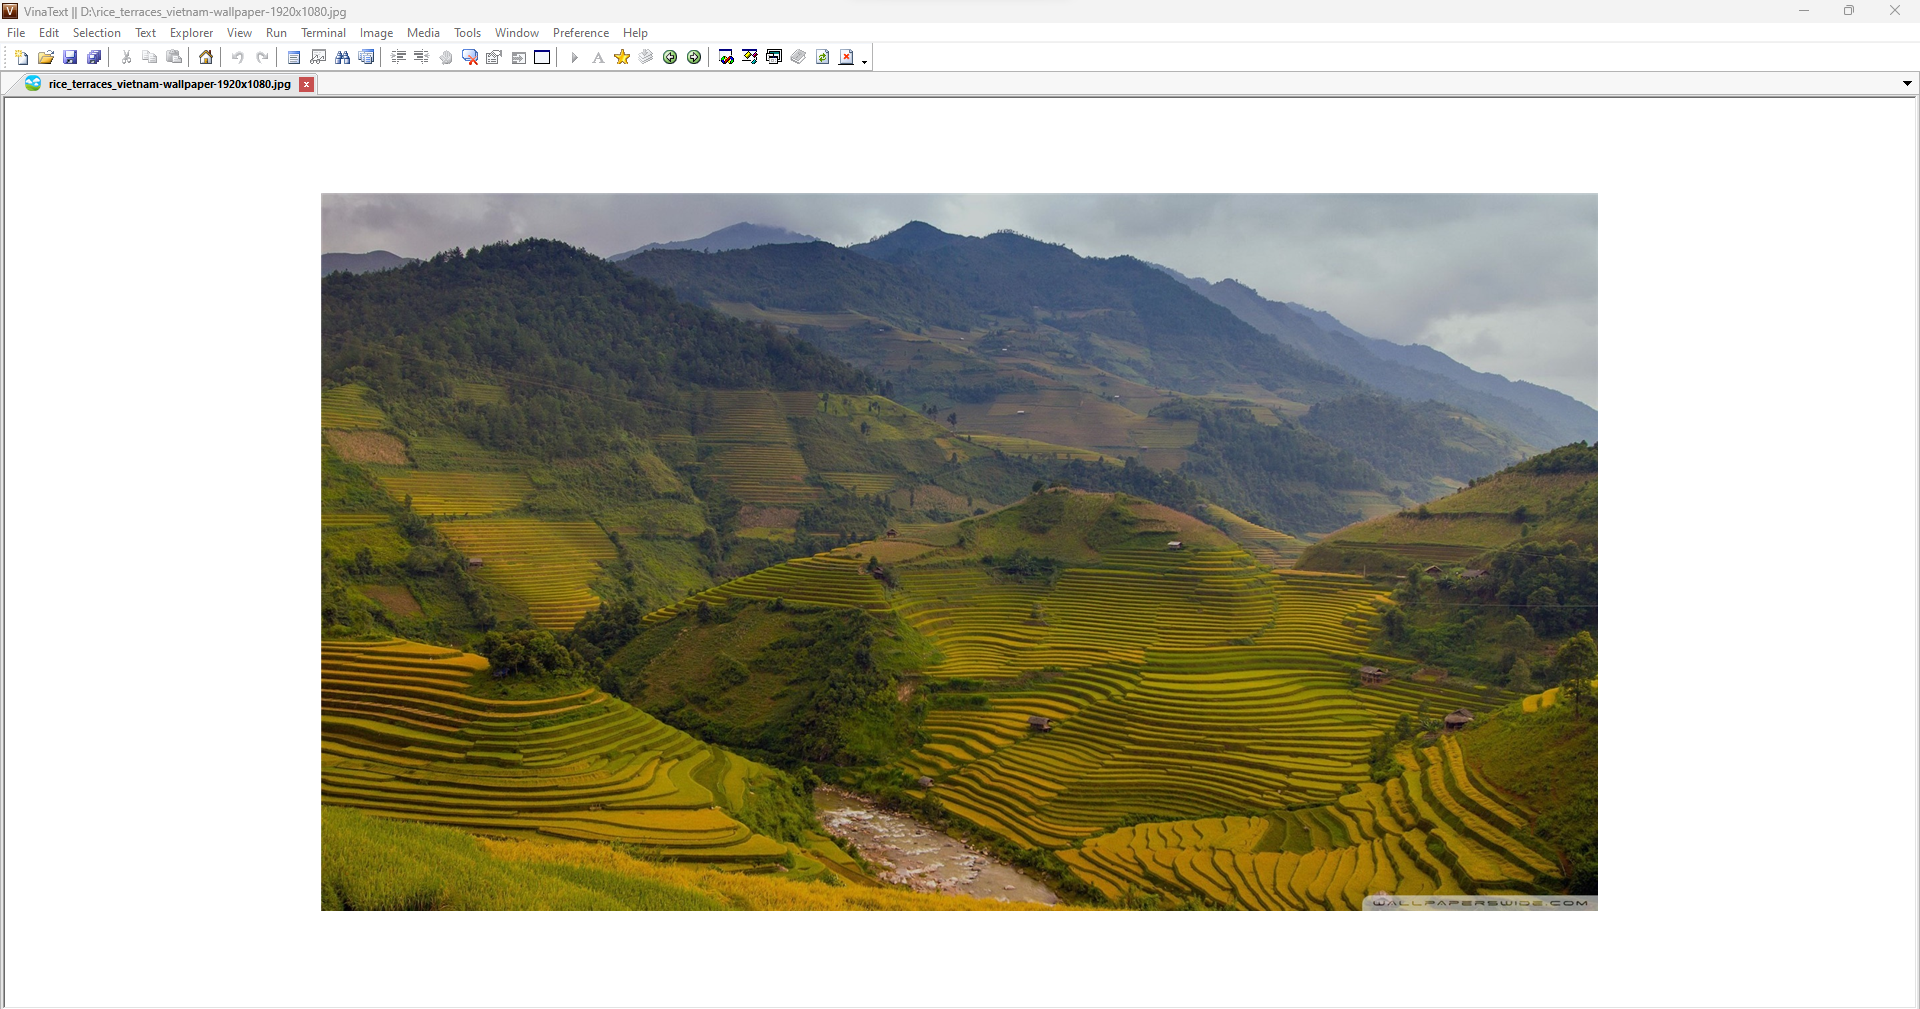 V VinaText || D:\rice_terraces_vietnam-wallpaper-1920x1080.jpg
File Edit Selection Text Explorer View Run Terminal Image Media Tools Window Preference Help
rice_terraces_vietnam-wallpaper-1920x1080.jpg x
WALLPAPERSWIDE.COM